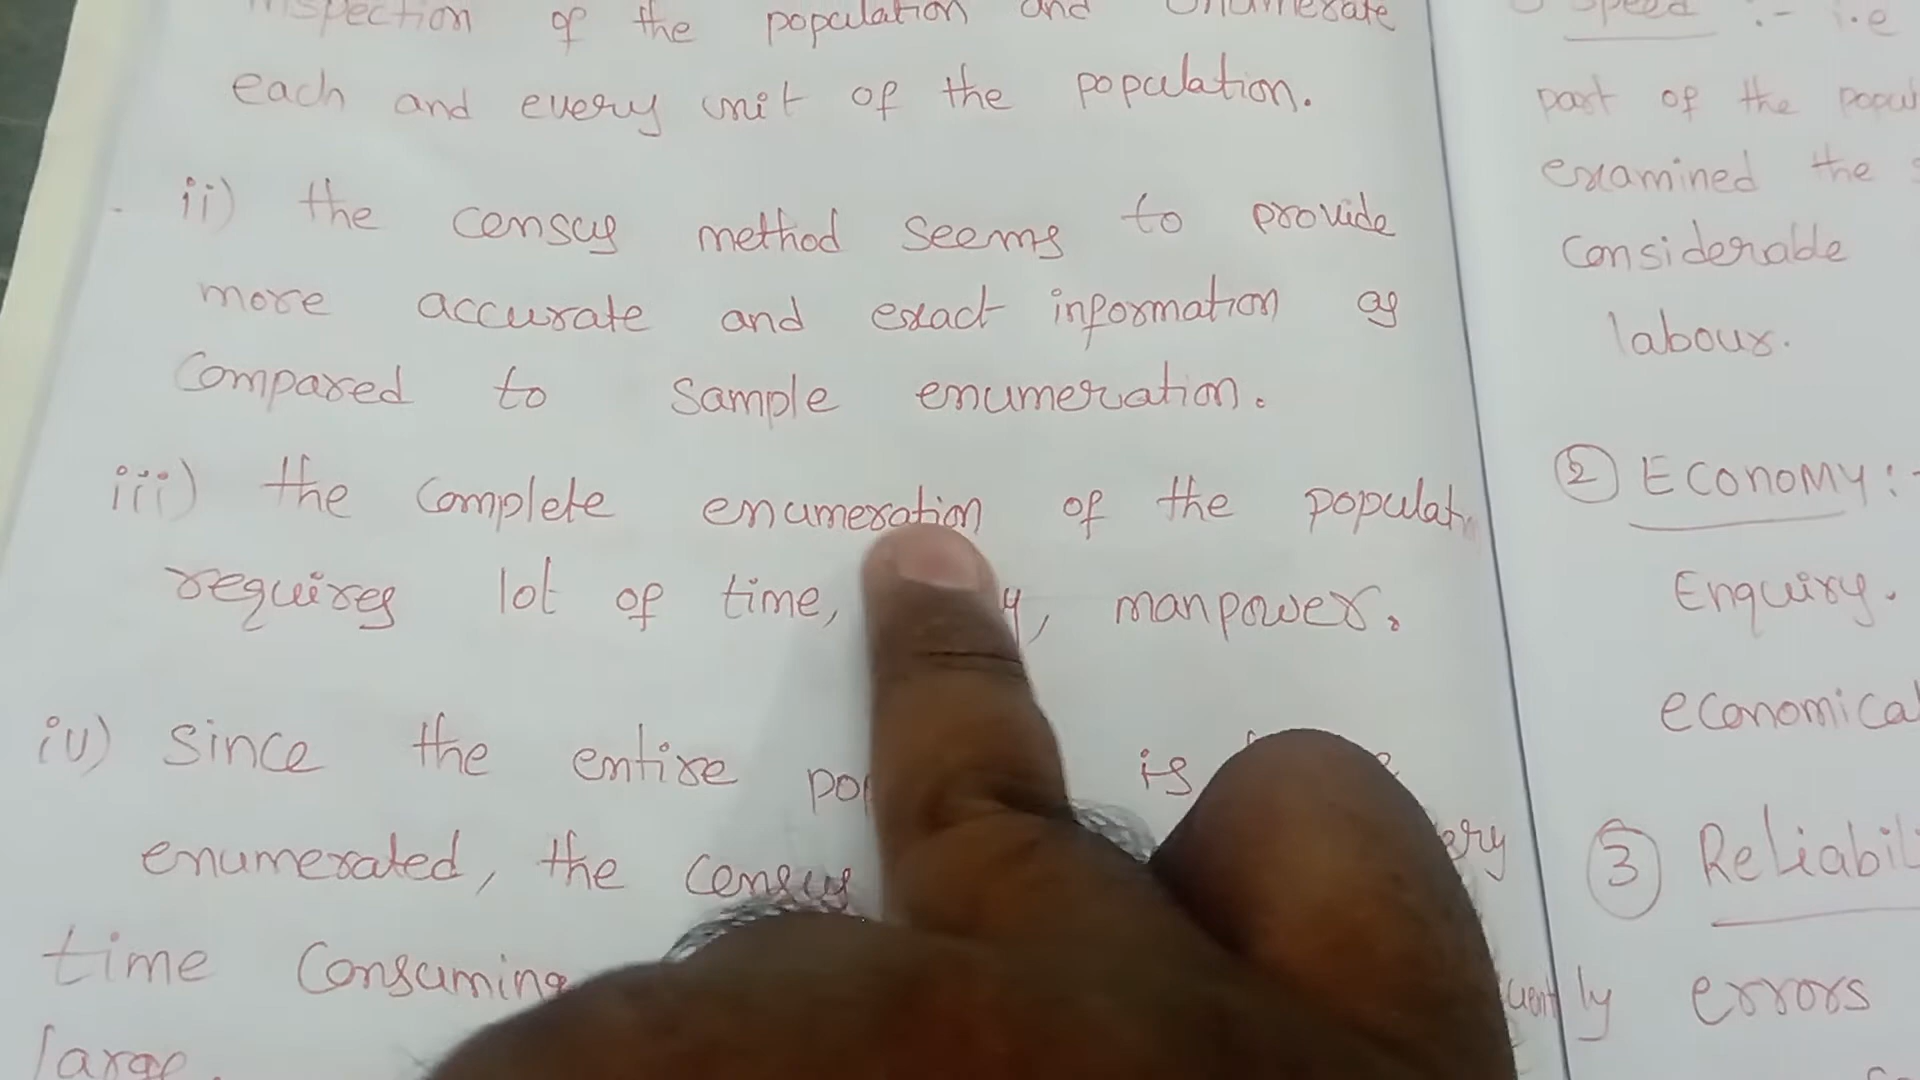 inspection of the population and enumerate
each and every unit of the population.
ii) the census method seems to provide
more accurate and exact information as
Compared to Sample enumeration.
iii) the Complete enumeration of the populat
requires lot of time, manpower.
iv) Since the entire is
enumerated, the Census
time Consuming
large.
Speed :- i.e
part of the
examined the
Considerable
labour.
② ECONOMY:-
Enquiry.
economical
③
errors